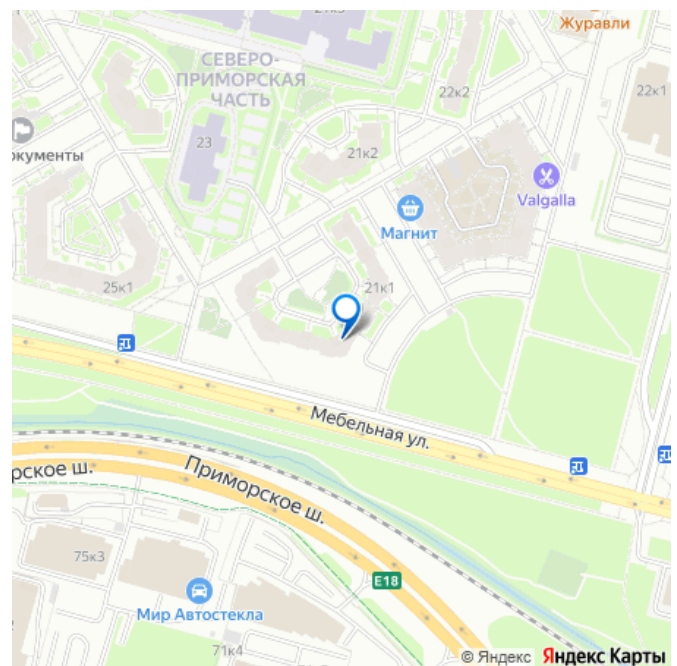 21к3
Журавли
СЕВЕРО-
ПРИМОРСКАЯ
ЧАСТЬ
22к2
22к1
23
окументы
21к2
Valgalla
Магнит
25к1
21к1
Мебельная ул.
рское ш.
Приморское ш.
75к3
E18
Мир Автостекла
71к4
© Яндекс Яндекс Карты